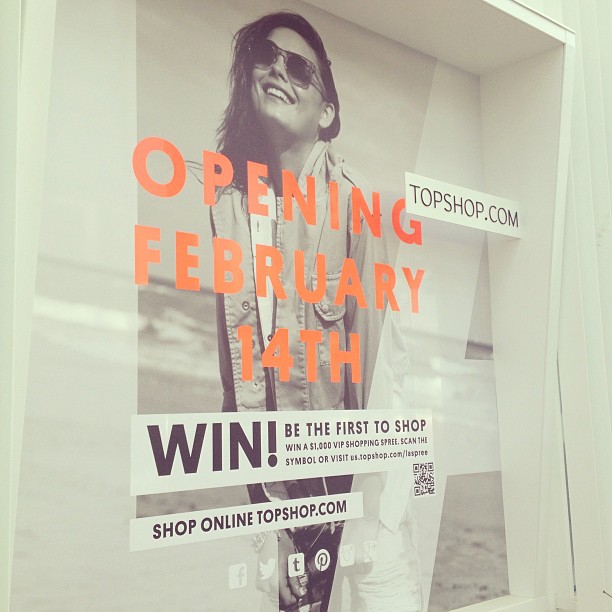 OPENING
FEBRUARY
14TH
TOPSHOP.COM
WIN!
BE THE FIRST TO SHOP
WIN A $1,000 VIP SHOPPING SPREE. SCAN THE
SYMBOL OR VISIT us.topshop.com/laspree
SHOP ONLINE TOPSHOP.COM